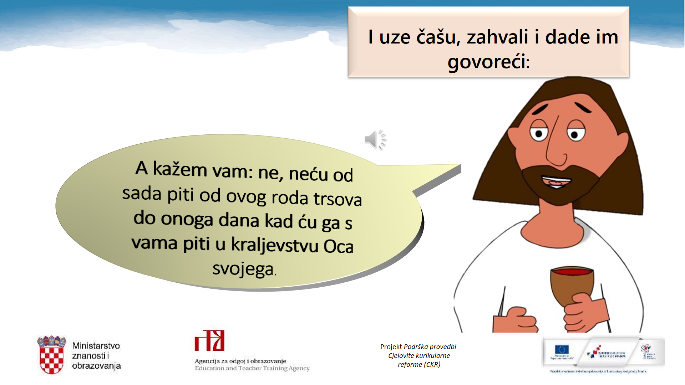 I uze čašu, zahvali i dade im
govoreći:
A kažem vam: ne, neću od
sada piti od ovog roda trsova
do onoga dana kad ću ga s
vama piti u kraljevstvu Oca
svojega.
Ministarstvo
znanosti i
obrazovanja
Agencija za odgoj i obrazovanje
Education and Teacher Training Agency
Projekt Podrška provedbi
Cjelovite kurikularne
reforme (CKR)